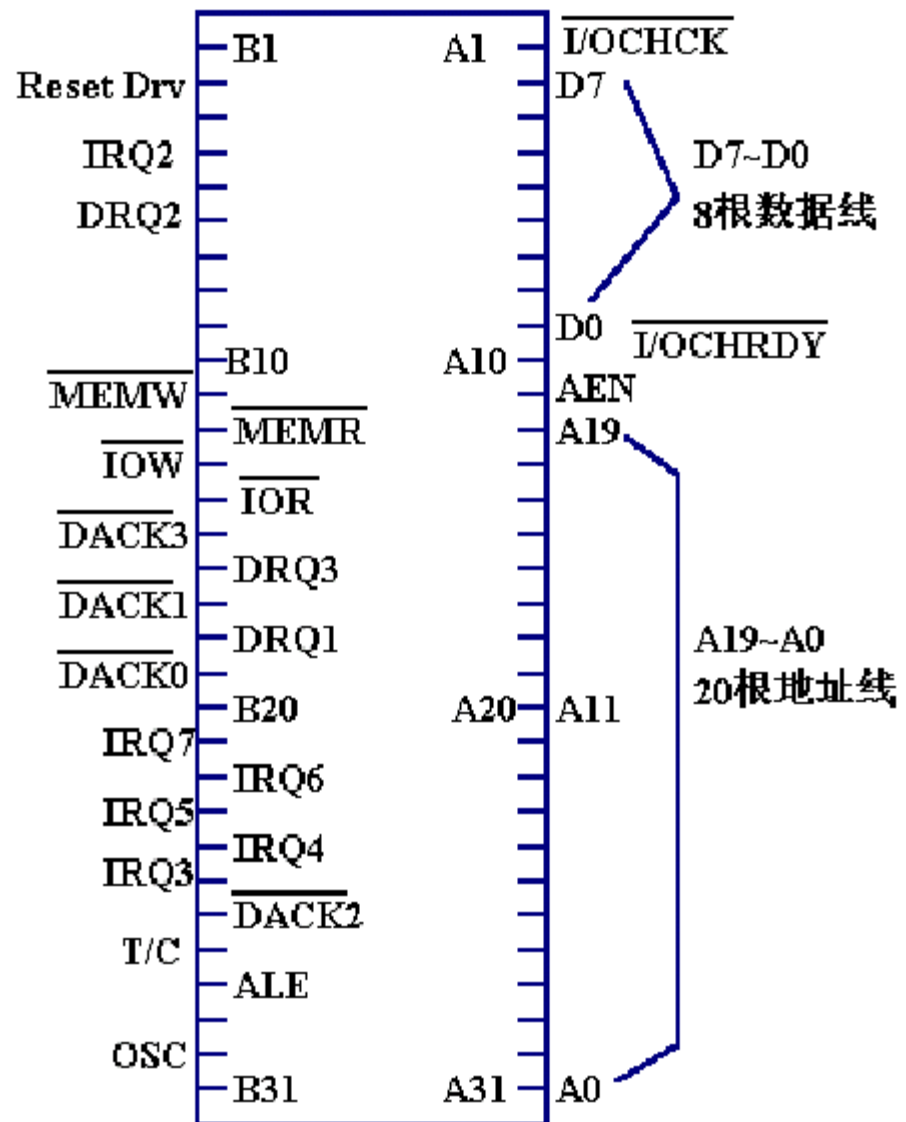 B1 A1 I/OCHCK
Reset Drv D7
IRQ2 D7~D0
DRQ2 8根数据线
D0 I/OCHRDY
B10 A10
MEMW AEN
MEMR A19
IOW
IOR
DACK3
DRQ3
DACK1
DRQ1 A19~A0
DACK0 20根地址线
B20 A20 A11
IRQ7
IRQ6
IRQ5
IRQ4
IRQ3
DACK2
T/C
ALE
OSC
B31 A31 A0